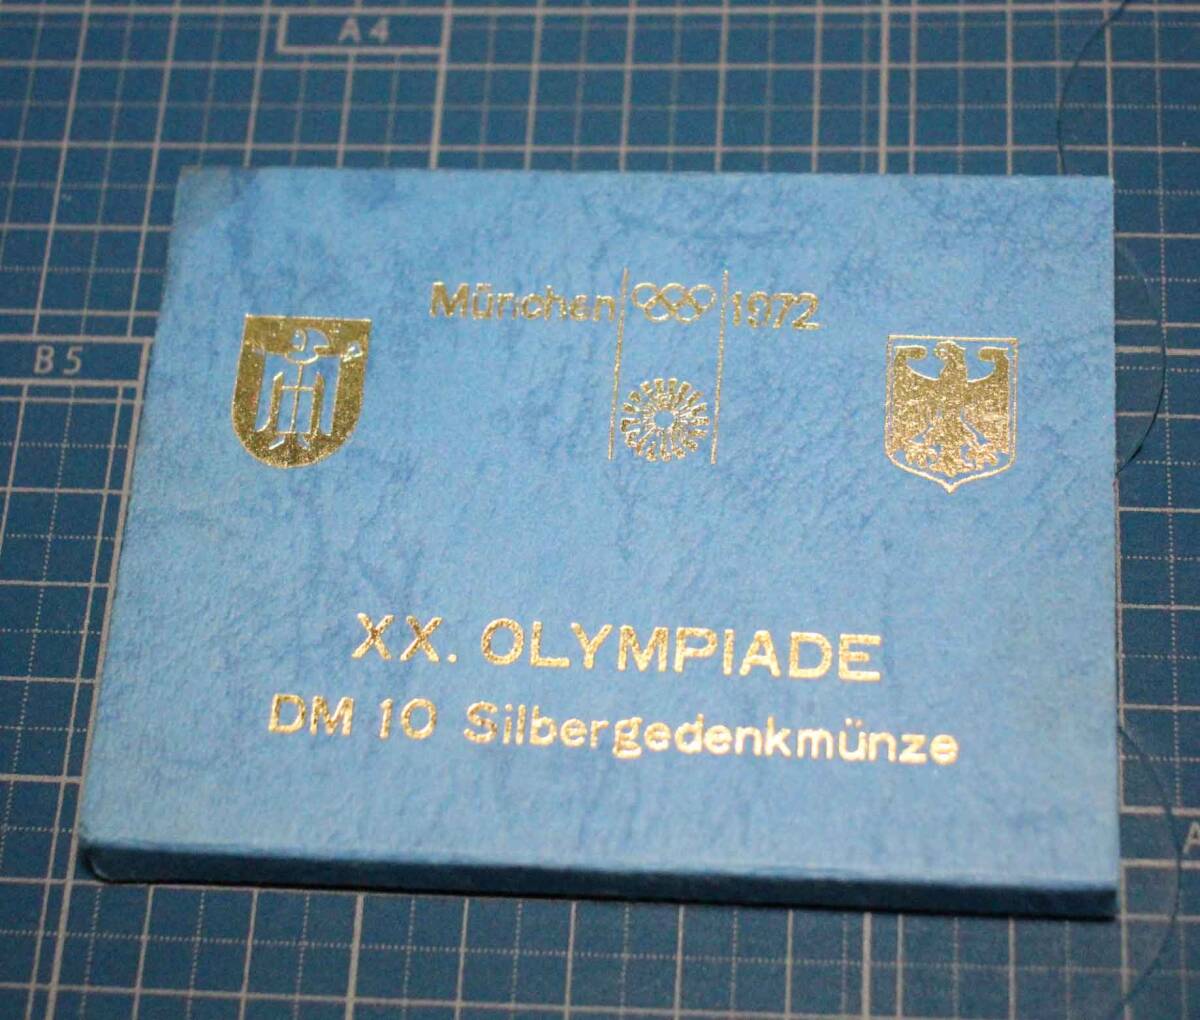 A4
B5
München 1972
XX. OLYMPIADE
DM 10 Silbergedenkmünze